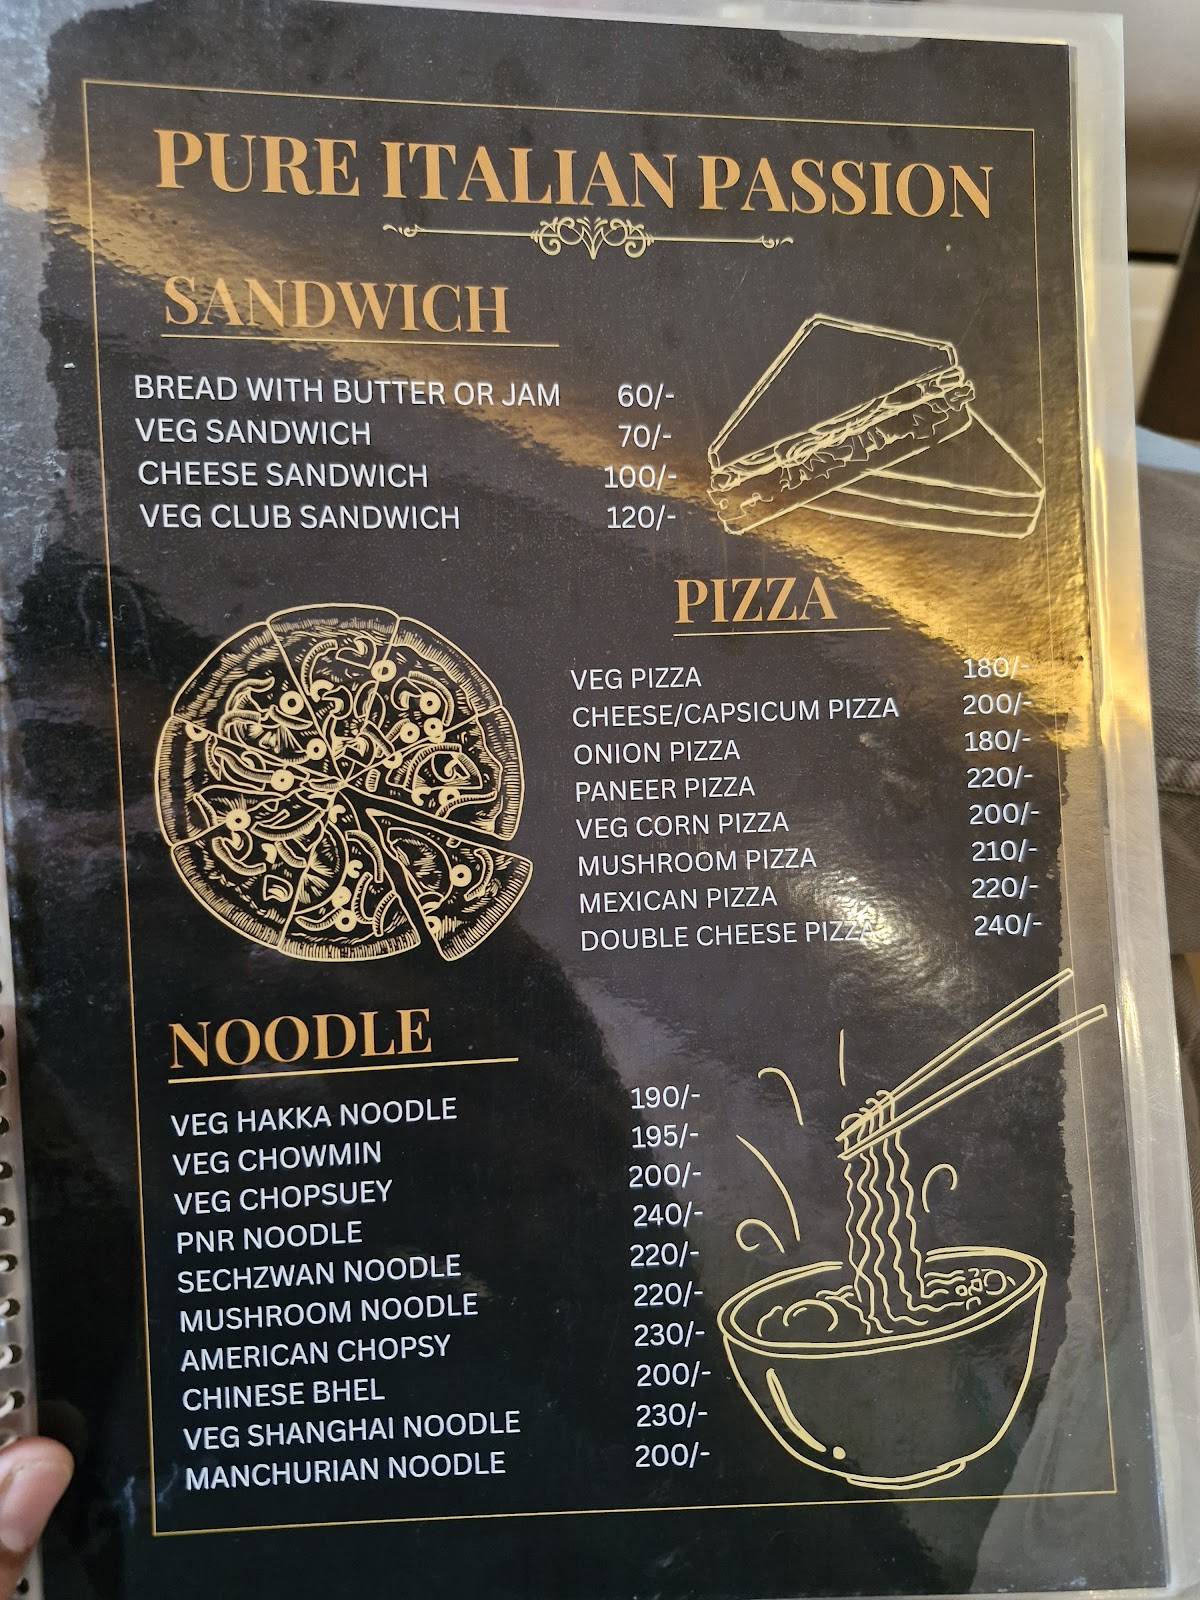 PURE ITALIAN PASSION
SANDWICH
BREAD WITH BUTTER OR JAM 60/-
VEG SANDWICH 70/-
CHEESE SANDWICH 100/-
VEG CLUB SANDWICH 120/-
PIZZA
VEG PIZZA 180/-
CHEESE/CAPSICUM PIZZA 200/-
ONION PIZZA 180/-
PANEER PIZZA 220/-
VEG CORN PIZZA 200/-
MUSHROOM PIZZA 210/-
MEXICAN PIZZA 220/-
DOUBLE CHEESE PIZZA 240/-
NOODLE
VEG HAKKA NOODLE 190/-
VEG CHOWMIN 195/-
VEG CHOPSUEY 200/-
PNR NOODLE 240/-
SECHZWAN NOODLE 220/-
MUSHROOM NOODLE 220/-
AMERICAN CHOPSY 230/-
CHINESE BHEL 200/-
VEG SHANGHAI NOODLE 230/-
MANCHURIAN NOODLE 200/-